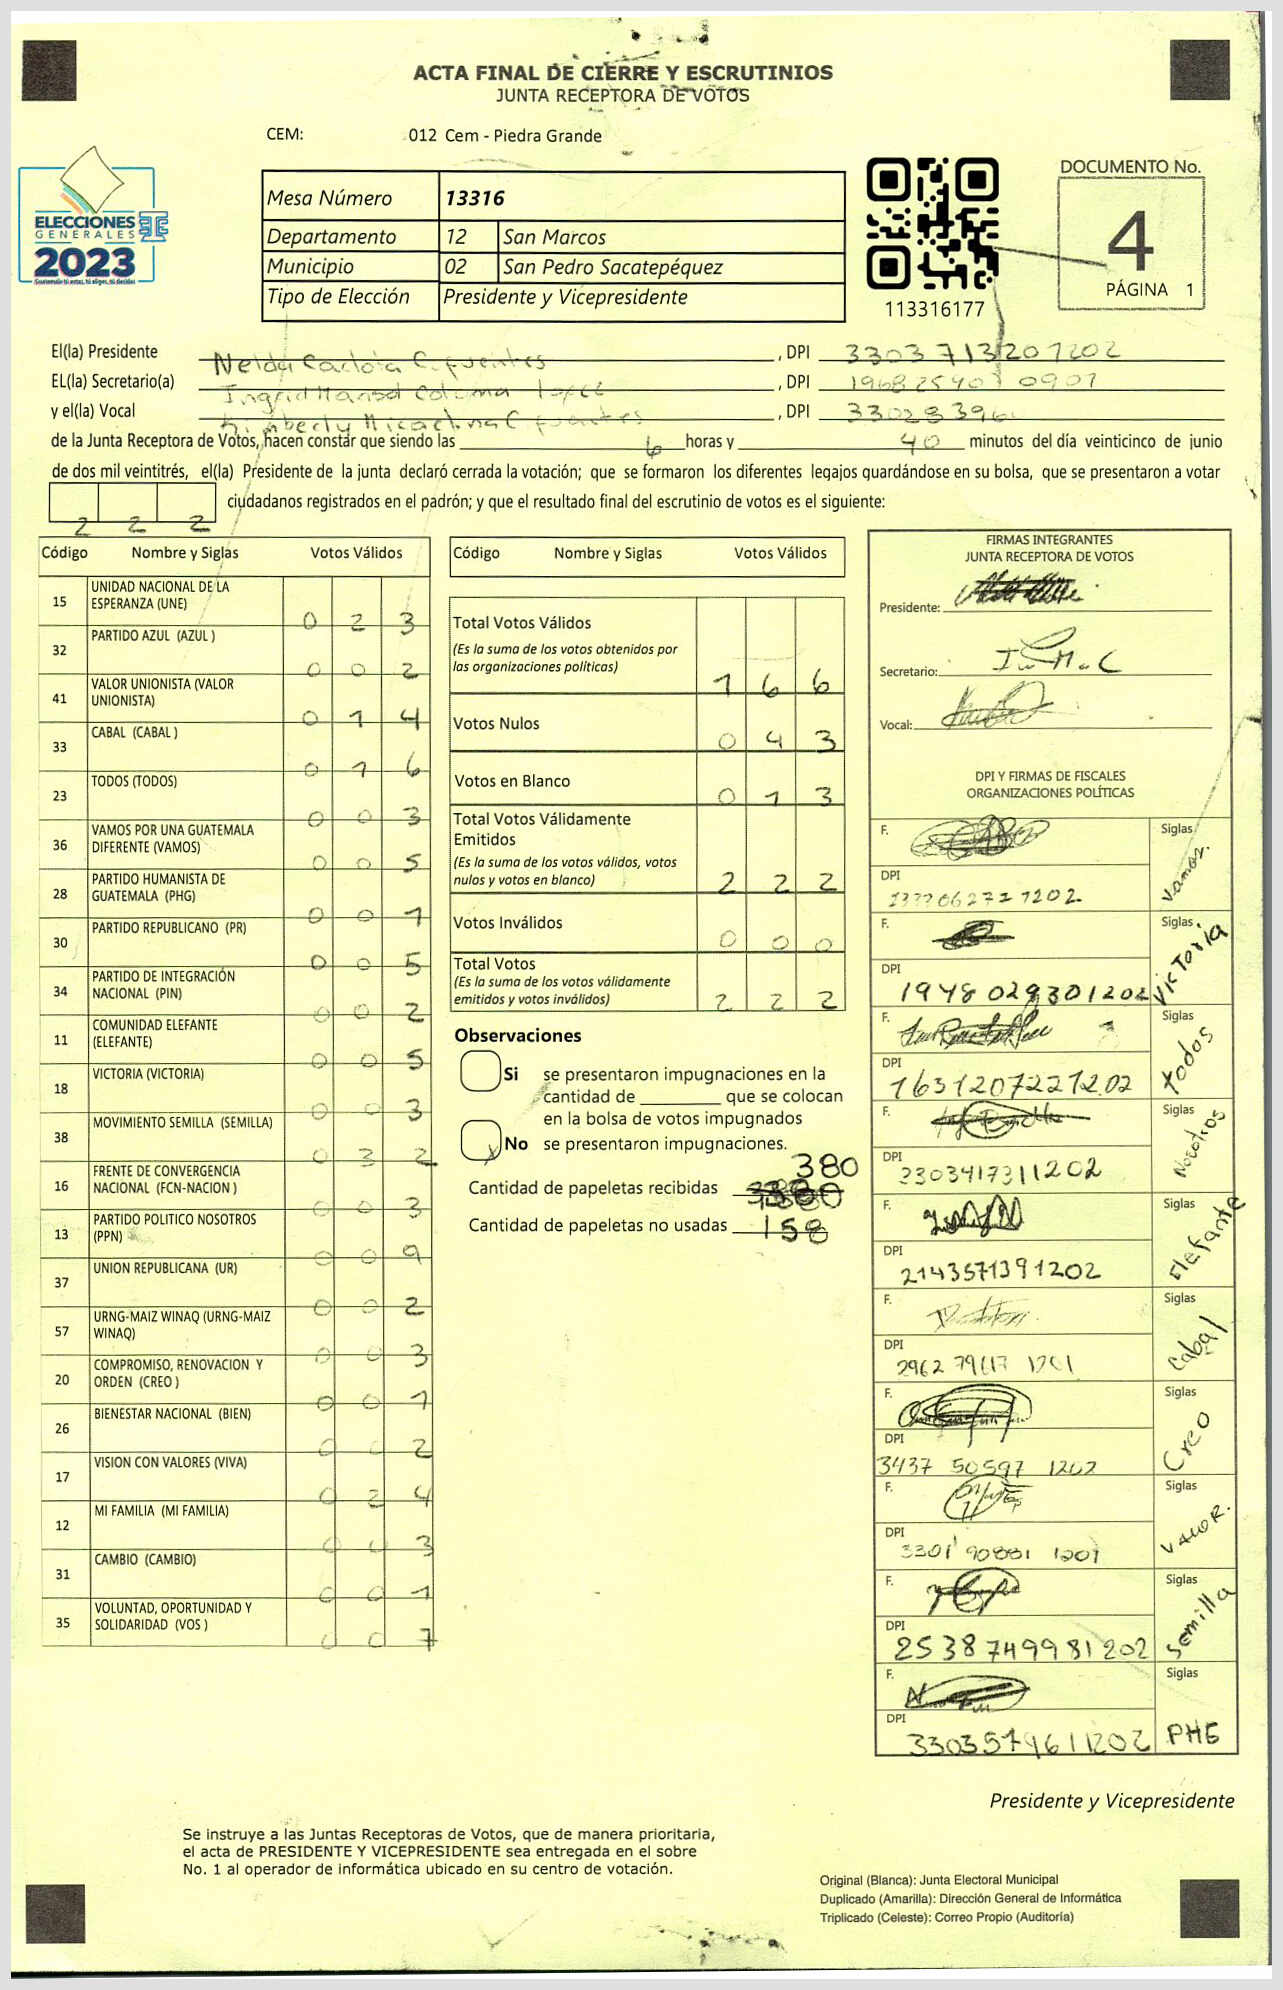 ACTA FINAL DE CIERRE Y ESCRUTINIOS
JUNTA RECEPTORA DE VOTOS
CEM: 012 Cem - Piedra Grande
ELECCIONES
GENERALES
2023
Mesa Número 13316
Departamento 12 San Marcos
Municipio 02 San Pedro Sacatepéquez
Tipo de Elección Presidente y Vicepresidente
113316177
DOCUMENTO No.
4
PÁGINA 1
El(la) Presidente Nelda Cifuentes, DPI 3303 713201202
EL(la) Secretario(a) Ingrid Coloma Lopez, DPI 1968 25401 0901
y el(la) Vocal Kimberly Micaelina Cifuentes, DPI 330283961
de la Junta Receptora de Votos, hacen constar que siendo las 6 horas y 40 minutos del día veinticinco de junio
de dos mil veintitrés, el(la) Presidente de la junta declaró cerrada la votación; que se formaron los diferentes legajos guardándose en su bolsa, que se presentaron a votar
2 2 2 ciudadanos registrados en el padrón; y que el resultado final del escrutinio de votos es el siguiente:
Código Nombre y Siglas Votos Válidos
15 UNIDAD NACIONAL DE LA ESPERANZA (UNE) 0 2 3
32 PARTIDO AZUL (AZUL ) 0 0 2
41 VALOR UNIONISTA (VALOR UNIONISTA) 0 1 4
33 CABAL (CABAL ) 0 1 6
23 TODOS (TODOS) 0 0 3
36 VAMOS POR UNA GUATEMALA DIFERENTE (VAMOS) 0 0 5
28 PARTIDO HUMANISTA DE GUATEMALA (PHG) 0 0 1
30 PARTIDO REPUBLICANO (PR) 0 0 5
34 PARTIDO DE INTEGRACIÓN NACIONAL (PIN) 0 0 2
11 COMUNIDAD ELEFANTE (ELEFANTE) 0 0 5
18 VICTORIA (VICTORIA) 0 0 3
38 MOVIMIENTO SEMILLA (SEMILLA) 0 3 2
16 FRENTE DE CONVERGENCIA NACIONAL (FCN-NACION ) 0 0 3
13 PARTIDO POLITICO NOSOTROS (PPN) 0 0 9
37 UNION REPUBLICANA (UR) 0 0 2
57 URNG-MAIZ WINAQ (URNG-MAIZ WINAQ) 0 0 3
20 COMPROMISO, RENOVACION Y ORDEN (CREO ) 0 0 1
26 BIENESTAR NACIONAL (BIEN) 0 0 2
17 VISION CON VALORES (VIVA) 0 2 4
12 MI FAMILIA (MI FAMILIA) 0 0 3
31 CAMBIO (CAMBIO) 0 0 1
35 VOLUNTAD, OPORTUNIDAD Y SOLIDARIDAD (VOS ) 0 0 7
Código Nombre y Siglas Votos Válidos
Total Votos Válidos
(Es la suma de los votos obtenidos por las organizaciones políticas) 1 6 6
Votos Nulos 0 4 3
Votos en Blanco 0 1 3
Total Votos Válidamente Emitidos
(Es la suma de los votos válidos, votos nulos y votos en blanco) 2 2 2
Votos Inválidos 0 0 0
Total Votos
(Es la suma de los votos válidamente emitidos y votos inválidos) 2 2 2
Observaciones
Si se presentaron impugnaciones en la
cantidad de ________ que se colocan
en la bolsa de votos impugnados
X No se presentaron impugnaciones.
380
Cantidad de papeletas recibidas
Cantidad de papeletas no usadas 158
FIRMAS INTEGRANTES
JUNTA RECEPTORA DE VOTOS
Presidente:
Secretario:
Vocal:
DPI Y FIRMAS DE FISCALES
ORGANIZACIONES POLÍTICAS
F. Siglas Vamos.
DPI
F. Siglas Victoria
DPI 1948 029301202
F. Siglas todos
DPI 1631207221202
F. Siglas Nosotros
DPI 3303417311202
F. Siglas Elefante
DPI 2143571391202
F. Siglas Cabal
DPI 2962 79117 1201
F. Siglas Creo
DPI 3437 50597 1202
F. Siglas VALOR.
DPI 3301 90881 1201
F. Siglas Semilla
DPI 2538749981202
F. Siglas PHG
DPI 3303579611202
Presidente y Vicepresidente
Se instruye a las Juntas Receptoras de Votos, que de manera prioritaria,
el acta de PRESIDENTE Y VICEPRESIDENTE sea entregada en el sobre
No. 1 al operador de informática ubicado en su centro de votación.
Original (Blanca): Junta Electoral Municipal
Duplicado (Amarilla): Dirección General de Informática
Triplicado (Celeste): Correo Propio (Auditoría)